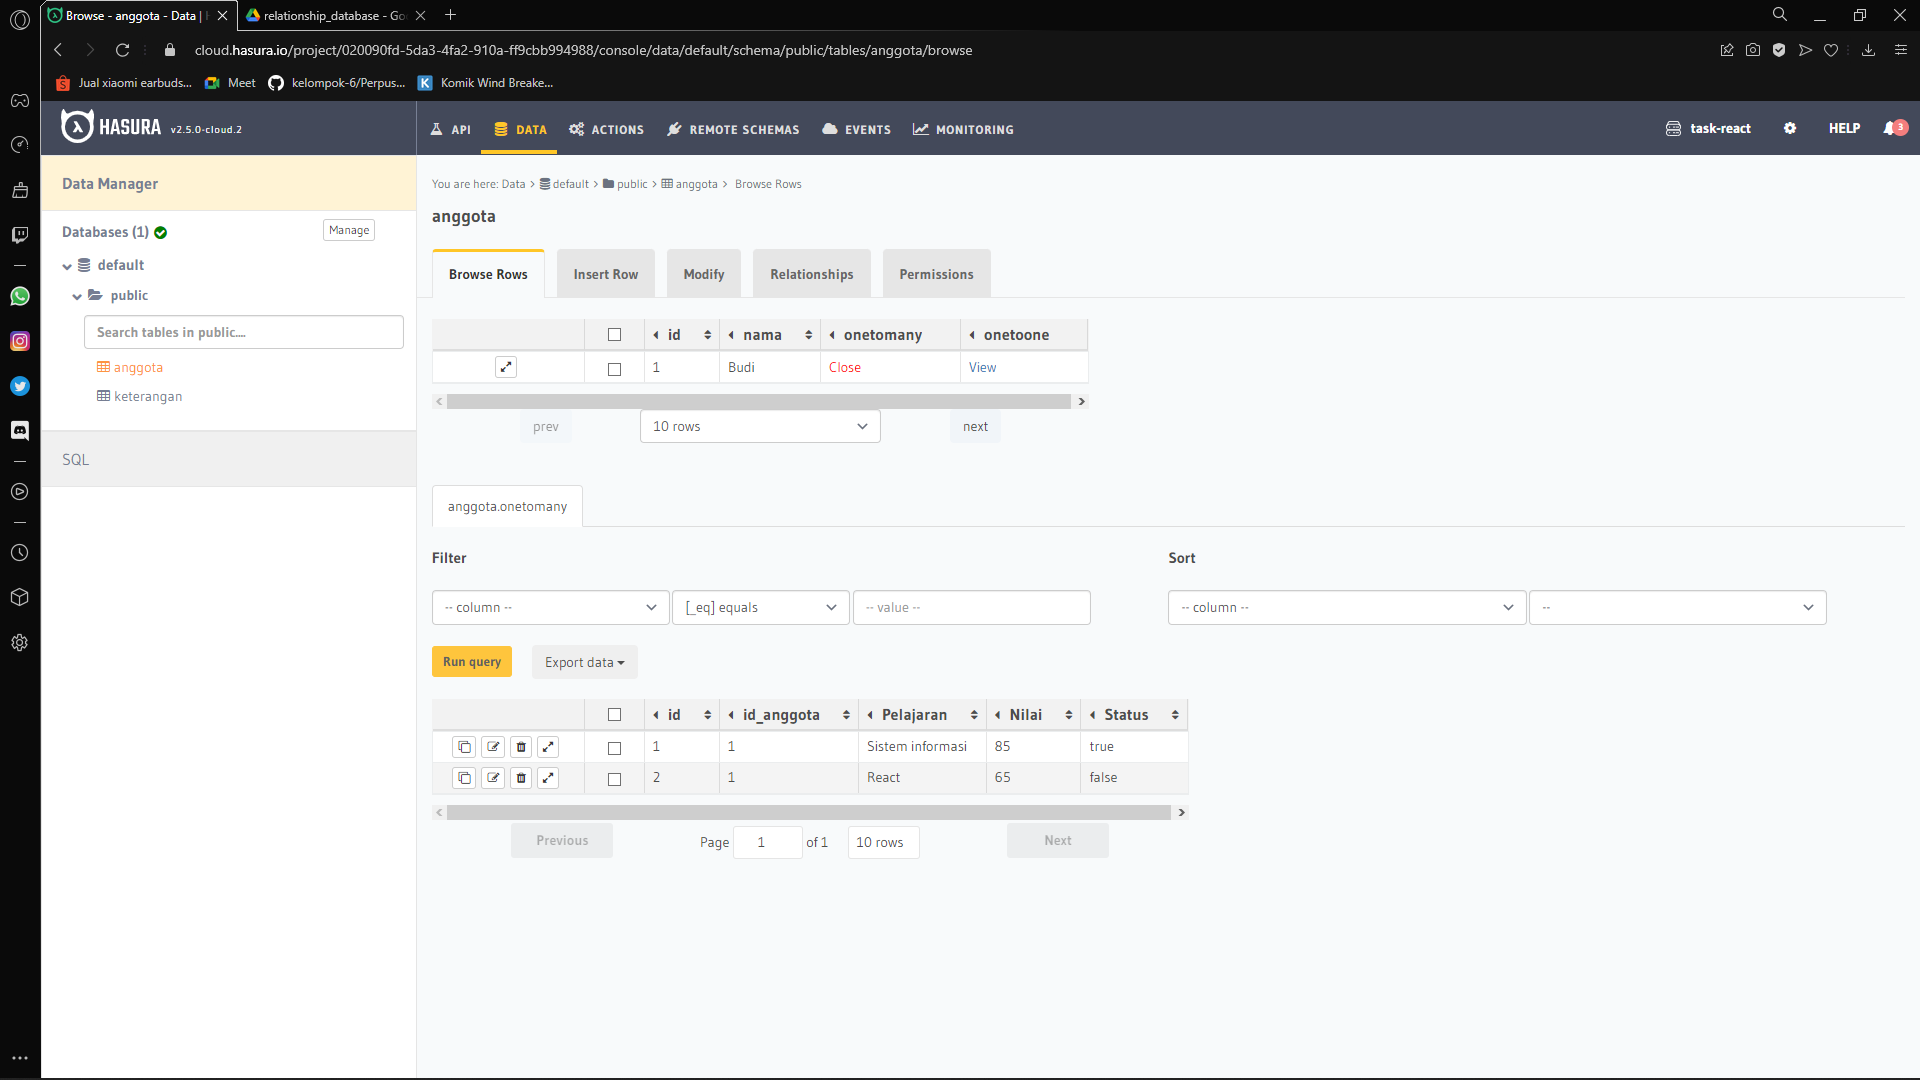 Browse - anggota - Data |
relationship_database - Goo
cloud.hasura.io/project/020090fd-5da3-4fa2-910a-ff9cbb994988/console/data/default/schema/public/tables/anggota/browse
Jual xiaomi earbuds...
Meet
kelompok-6/Perpus...
K
Komik Wind Breake...
HASURA v2.5.0-cloud.2
API
DATA
ACTIONS
REMOTE SCHEMAS
EVENTS
MONITORING
task-react
HELP
3
Data Manager
Databases (1)
Manage
default
public
Search tables in public....
anggota
keterangan
SQL
You are here: Data > default > public > anggota > Browse Rows
anggota
Browse Rows
Insert Row
Modify
Relationships
Permissions
id nama onetomany onetoone
1 Budi Close View
prev
10 rows
next
anggota.onetomany
Filter
Sort
-- column --
[_eq] equals
-- value --
-- column --
--
Run query
Export data
id id_anggota Pelajaran Nilai Status
1 1 Sistem informasi 85 true
2 1 React 65 false
Previous
Page 1 of 1
10 rows
Next